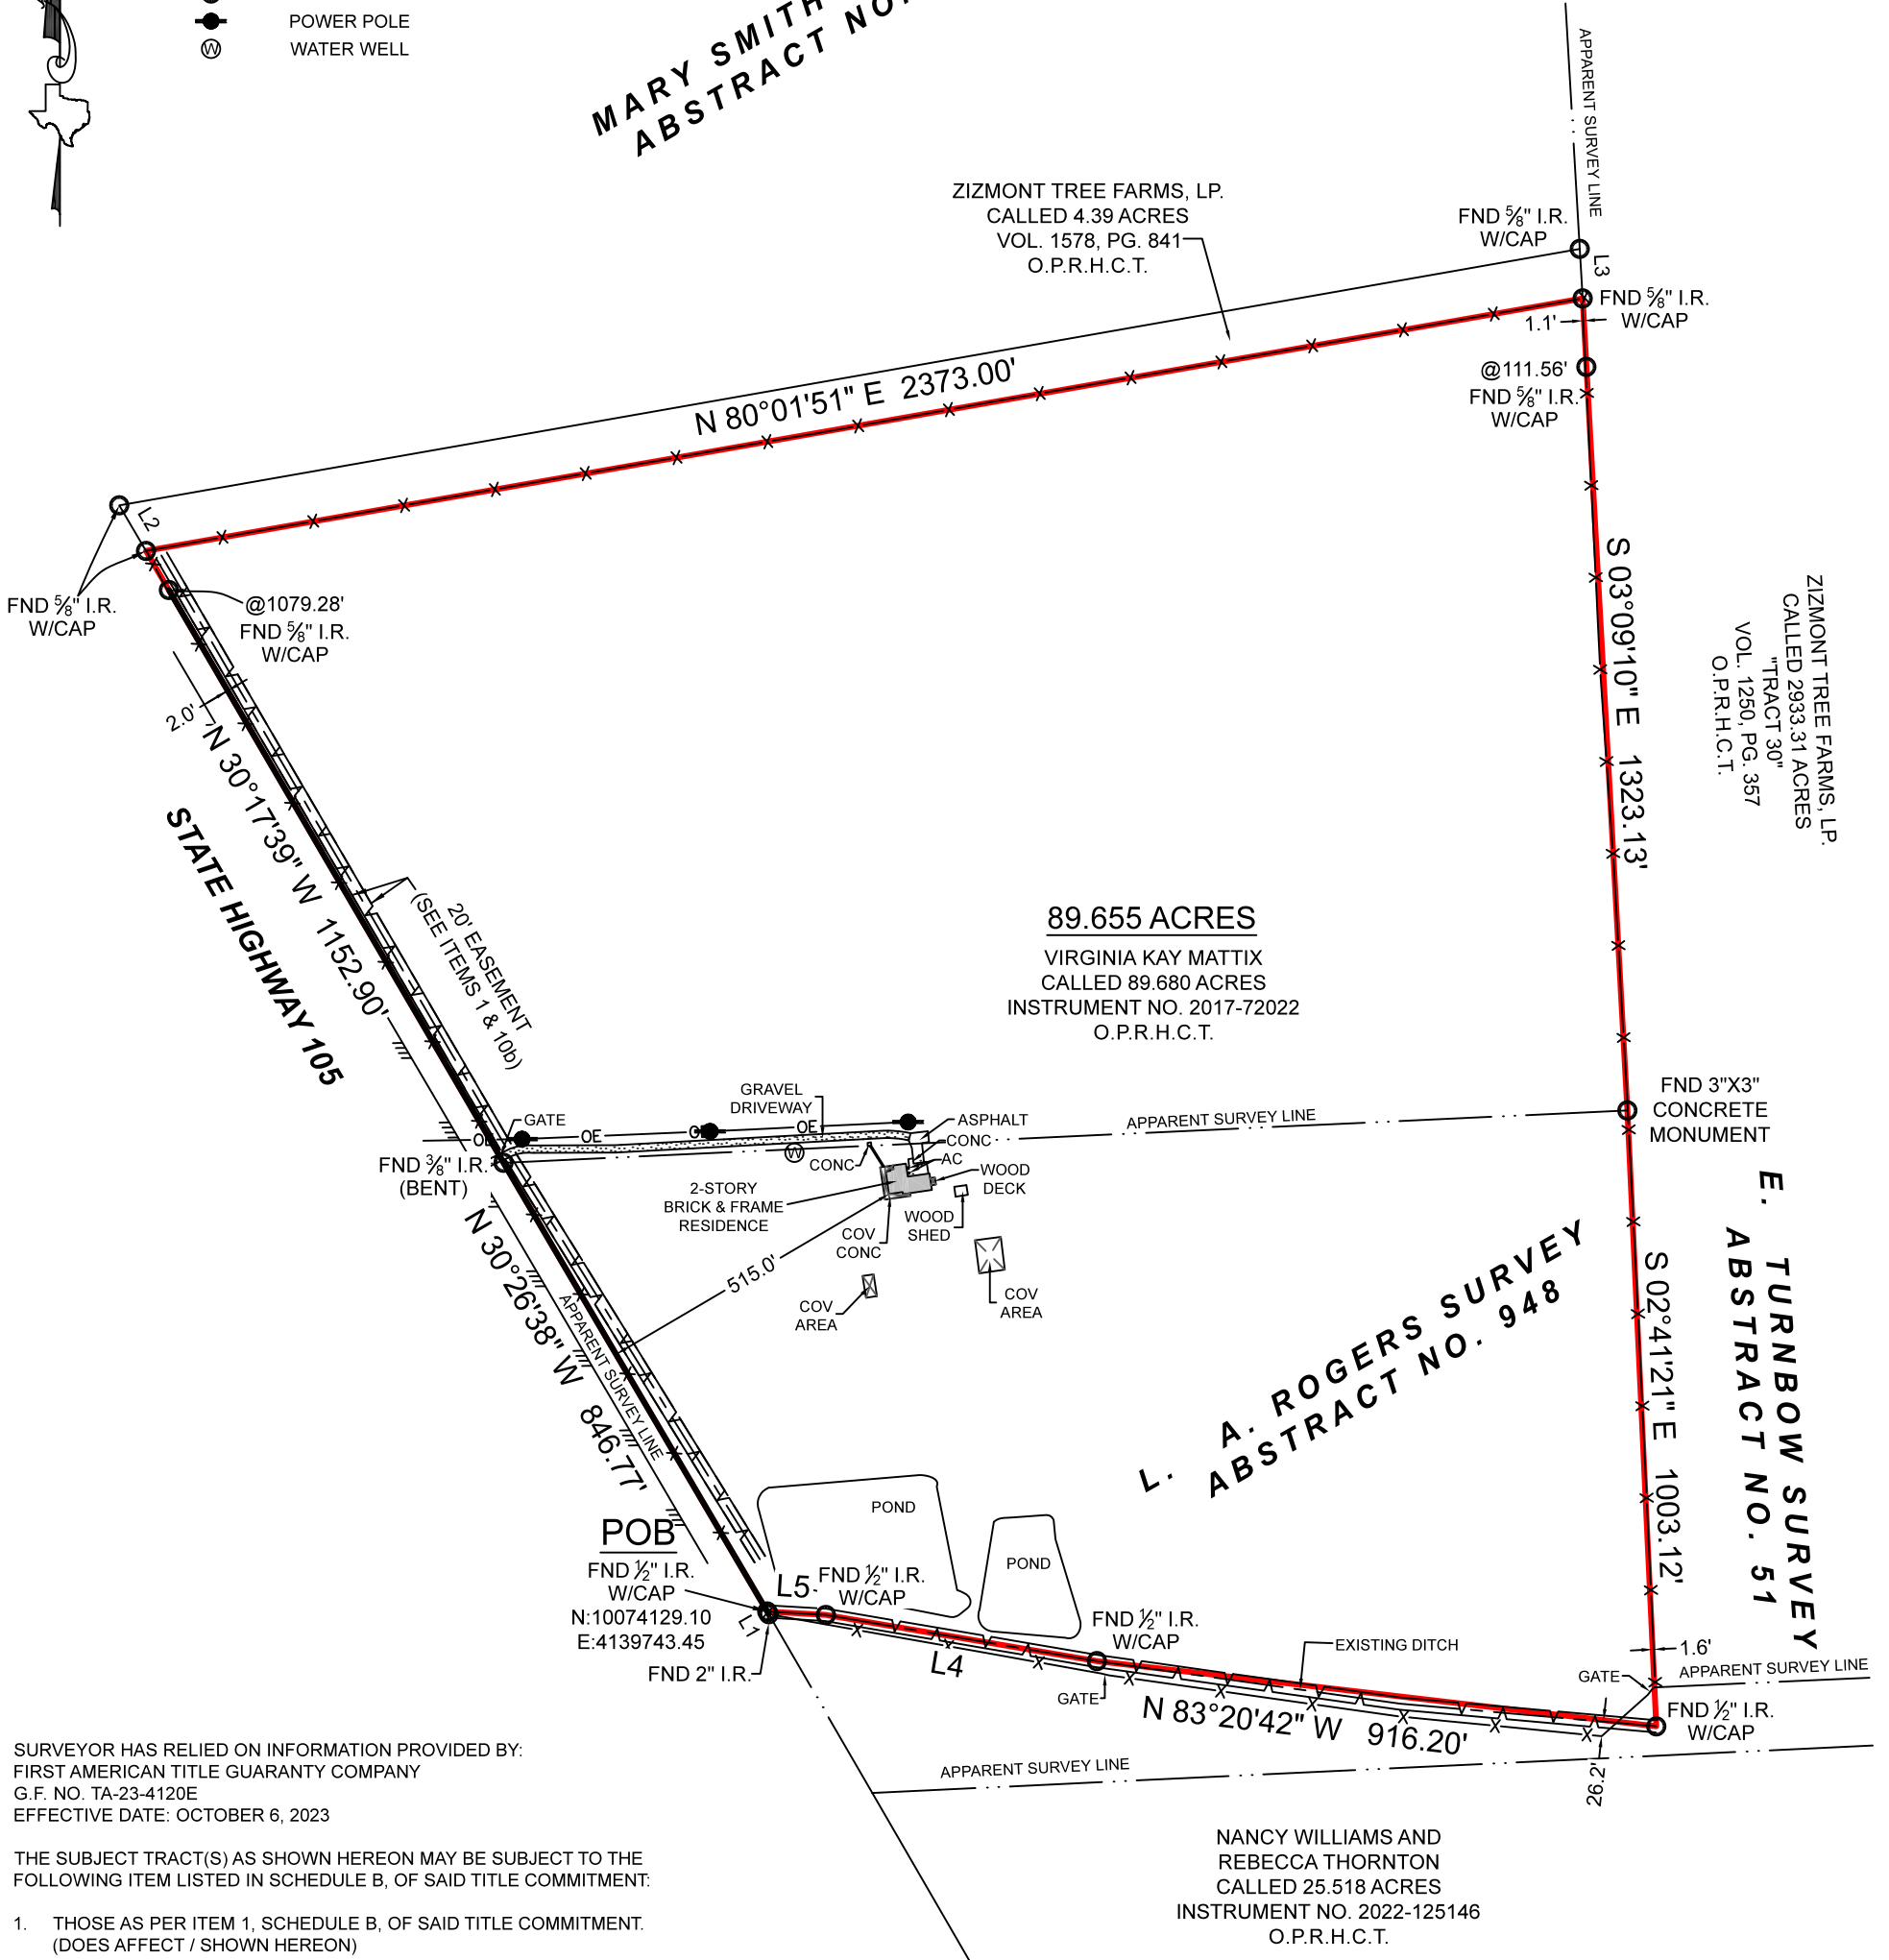 POWER POLE
WATER WELL
MARY SMITH
ABSTRACT NO.
APPARENT SURVEY LINE
ZIZMONT TREE FARMS, LP.
CALLED 4.39 ACRES
VOL. 1578, PG. 841
O.P.R.H.C.T.
FND 5⁄8" I.R.
W/CAP
L3
FND 5⁄8" I.R.
W/CAP
1.1'
@111.56'
FND 5⁄8" I.R.
W/CAP
N 80°01'51" E 2373.00'
L2
FND 5⁄8" I.R.
W/CAP
@1079.28'
FND 5⁄8" I.R.
W/CAP
2.0'
N 30°17'39" W 1152.90'
STATE HIGHWAY 105
20' EASEMENT
(SEE ITEMS 1 & 10b)
S 03°09'10" E 1323.13'
ZIZMONT TREE FARMS, LP.
CALLED 2933.31 ACRES
"TRACT 30"
VOL. 1250, PG. 357
O.P.R.H.C.T.
89.655 ACRES
VIRGINIA KAY MATTIX
CALLED 89.680 ACRES
INSTRUMENT NO. 2017-72022
O.P.R.H.C.T.
GRAVEL
DRIVEWAY
GATE
OE
OE
ASPHALT
CONC
AC
CONC
W
WOOD
DECK
APPARENT SURVEY LINE
FND 3"X3"
CONCRETE
MONUMENT
FND 3⁄8" I.R.
(BENT)
2-STORY
BRICK & FRAME
RESIDENCE
COV
CONC
WOOD
SHED
COV
AREA
COV
AREA
515.0'
N 30°26'38" W 846.77'
APPARENT SURVEY LINE
L. A. ROGERS SURVEY
ABSTRACT NO. 948
S 02°41'21" E 1003.12'
E. TURNBOW SURVEY
ABSTRACT NO. 51
POB
FND 1⁄2" I.R.
W/CAP
N:10074129.10
E:4139743.45
FND 2" I.R.
L1
L5
FND 1⁄2" I.R.
W/CAP
POND
POND
L4
FND 1⁄2" I.R.
W/CAP
GATE
EXISTING DITCH
N 83°20'42" W 916.20'
1.6'
GATE
APPARENT SURVEY LINE
FND 1⁄2" I.R.
W/CAP
26.2'
APPARENT SURVEY LINE
NANCY WILLIAMS AND
REBECCA THORNTON
CALLED 25.518 ACRES
INSTRUMENT NO. 2022-125146
O.P.R.H.C.T.
SURVEYOR HAS RELIED ON INFORMATION PROVIDED BY:
FIRST AMERICAN TITLE GUARANTY COMPANY
G.F. NO. TA-23-4120E
EFFECTIVE DATE: OCTOBER 6, 2023
THE SUBJECT TRACT(S) AS SHOWN HEREON MAY BE SUBJECT TO THE
FOLLOWING ITEM LISTED IN SCHEDULE B, OF SAID TITLE COMMITMENT:
1. THOSE AS PER ITEM 1, SCHEDULE B, OF SAID TITLE COMMITMENT.
(DOES AFFECT / SHOWN HEREON)